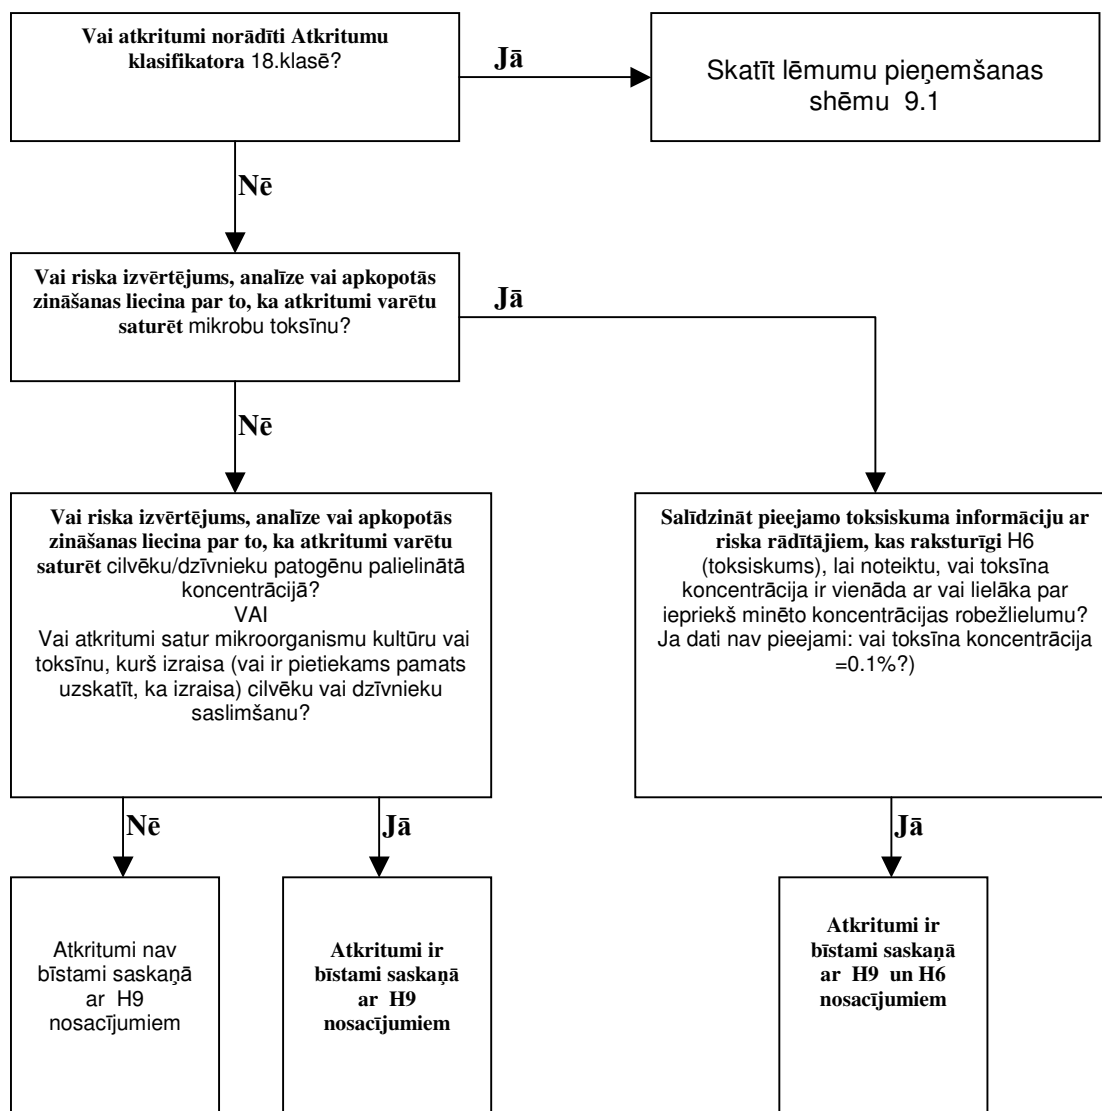 Vai atkritumi norādīti Atkritumu
klasifikatora 18.klasē?
Jā
Skatīt lēmumu pieņemšanas
shēmu 9.1
Nē
Vai riska izvērtējums, analīze vai apkopotās
zināšanas liecina par to, ka atkritumi varētu
saturēt mikrobu toksīnu?
Jā
Nē
Vai riska izvērtējums, analīze vai apkopotās
zināšanas liecina par to, ka atkritumi varētu
saturēt cilvēku/dzīvnieku patogēnu palielinātā
koncentrācijā?
VAI
Vai atkritumi satur mikroorganismu kultūru vai
toksīnu, kurš izraisa (vai ir pietiekams pamats
uzskatīt, ka izraisa) cilvēku vai dzīvnieku
saslimšanu?
Salīdzināt pieejamo toksiskuma informāciju ar
riska rādītājiem, kas raksturīgi H6
(toksiskums), lai noteiktu, vai toksīna
koncentrācija ir vienāda ar vai lielāka par
iepriekš minēto koncentrācijas robežlielumu?
Ja dati nav pieejami: vai toksīna koncentrācija
=0.1%?)
Nē
Jā
Jā
Atkritumi nav
bīstami saskaņā
ar H9
nosacījumiem
Atkritumi ir
bīstami saskaņā
ar H9
nosacījumiem
Atkritumi ir
bīstami saskaņā
ar H9 un H6
nosacījumiem